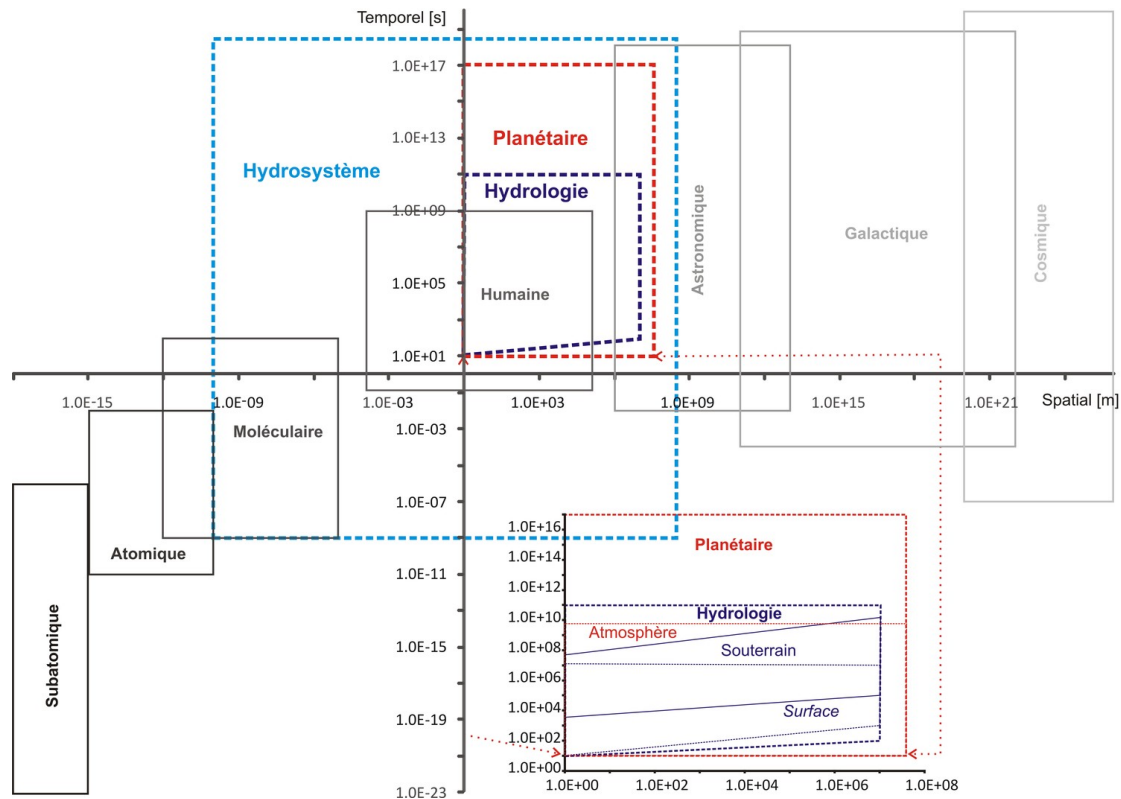 Temporel [s]
1.0E+17
1.0E+13
1.0E+09
1.0E+05
1.0E+01
Planétaire
Hydrosystème
Hydrologie
Humaine
Astronomique
Galactique
Cosmique
1.0E-15
1.0E-09
1.0E-03
1.0E+03
1.0E+09
1.0E+15
1.0E+21
Spatial [m]
Moléculaire
Atomique
Subatomique
1.0E-03
1.0E-07
1.0E-11
1.0E-15
1.0E-19
1.0E-23
1.0E+16
1.0E+14
1.0E+12
1.0E+10
1.0E+08
1.0E+06
1.0E+04
1.0E+02
1.0E+00
Planétaire
Hydrologie
Atmosphère
Souterrain
Surface
1.0E+00
1.0E+02
1.0E+04
1.0E+06
1.0E+08